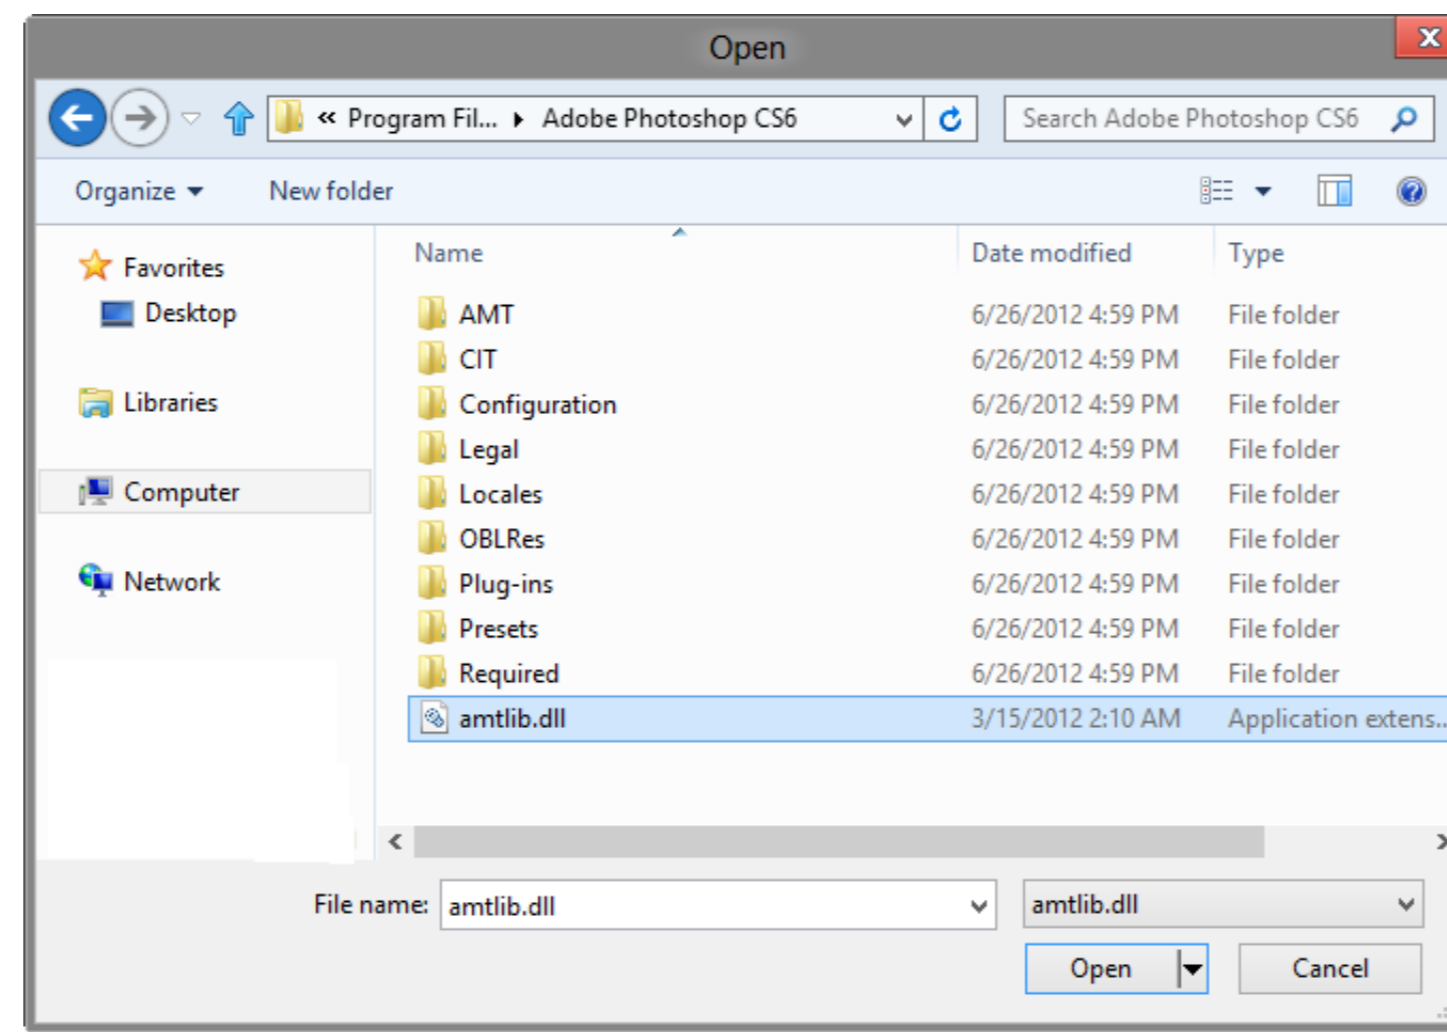 Open
« Program Fil... ▸ Adobe Photoshop CS6
Search Adobe Photoshop CS6
Organize
New folder
Favorites
Desktop
Libraries
Computer
Network
Name Date modified Type
AMT 6/26/2012 4:59 PM File folder
CIT 6/26/2012 4:59 PM File folder
Configuration 6/26/2012 4:59 PM File folder
Legal 6/26/2012 4:59 PM File folder
Locales 6/26/2012 4:59 PM File folder
OBLRes 6/26/2012 4:59 PM File folder
Plug-ins 6/26/2012 4:59 PM File folder
Presets 6/26/2012 4:59 PM File folder
Required 6/26/2012 4:59 PM File folder
amtlib.dll 3/15/2012 2:10 AM Application extens...
File name: amtlib.dll amtlib.dll
Open Cancel